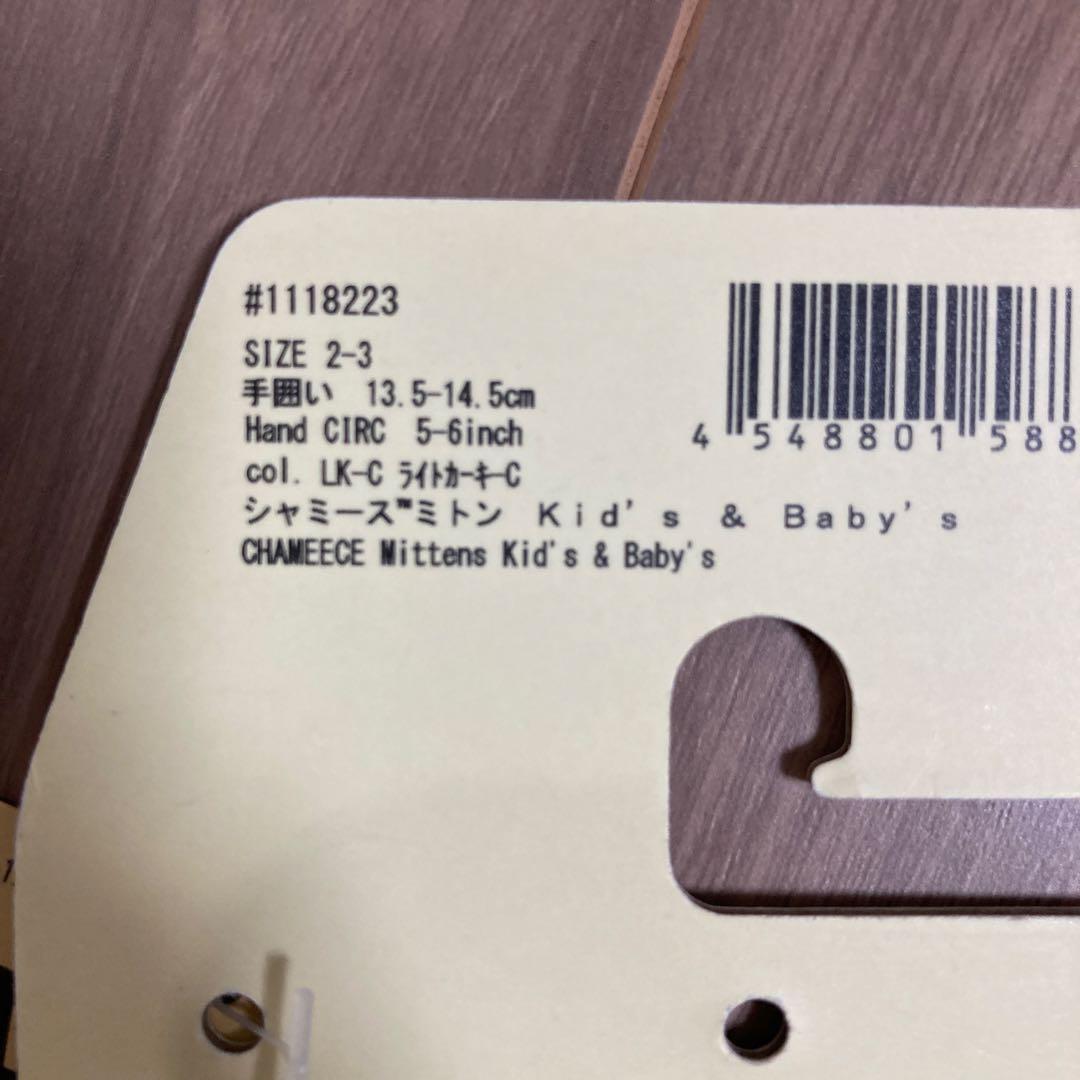 #1118223
SIZE 2-3
手囲い 13.5-14.5cm
Hand CIRC 5-6inch
col. LK-C ﾗｲﾄｶｰｷ-C
シャミース™ミトン Ｋｉｄ’ｓ ＆ Ｂａｂｙ’ｓ
CHAMEECE Mittens Kid's & Baby's
4 548801 588